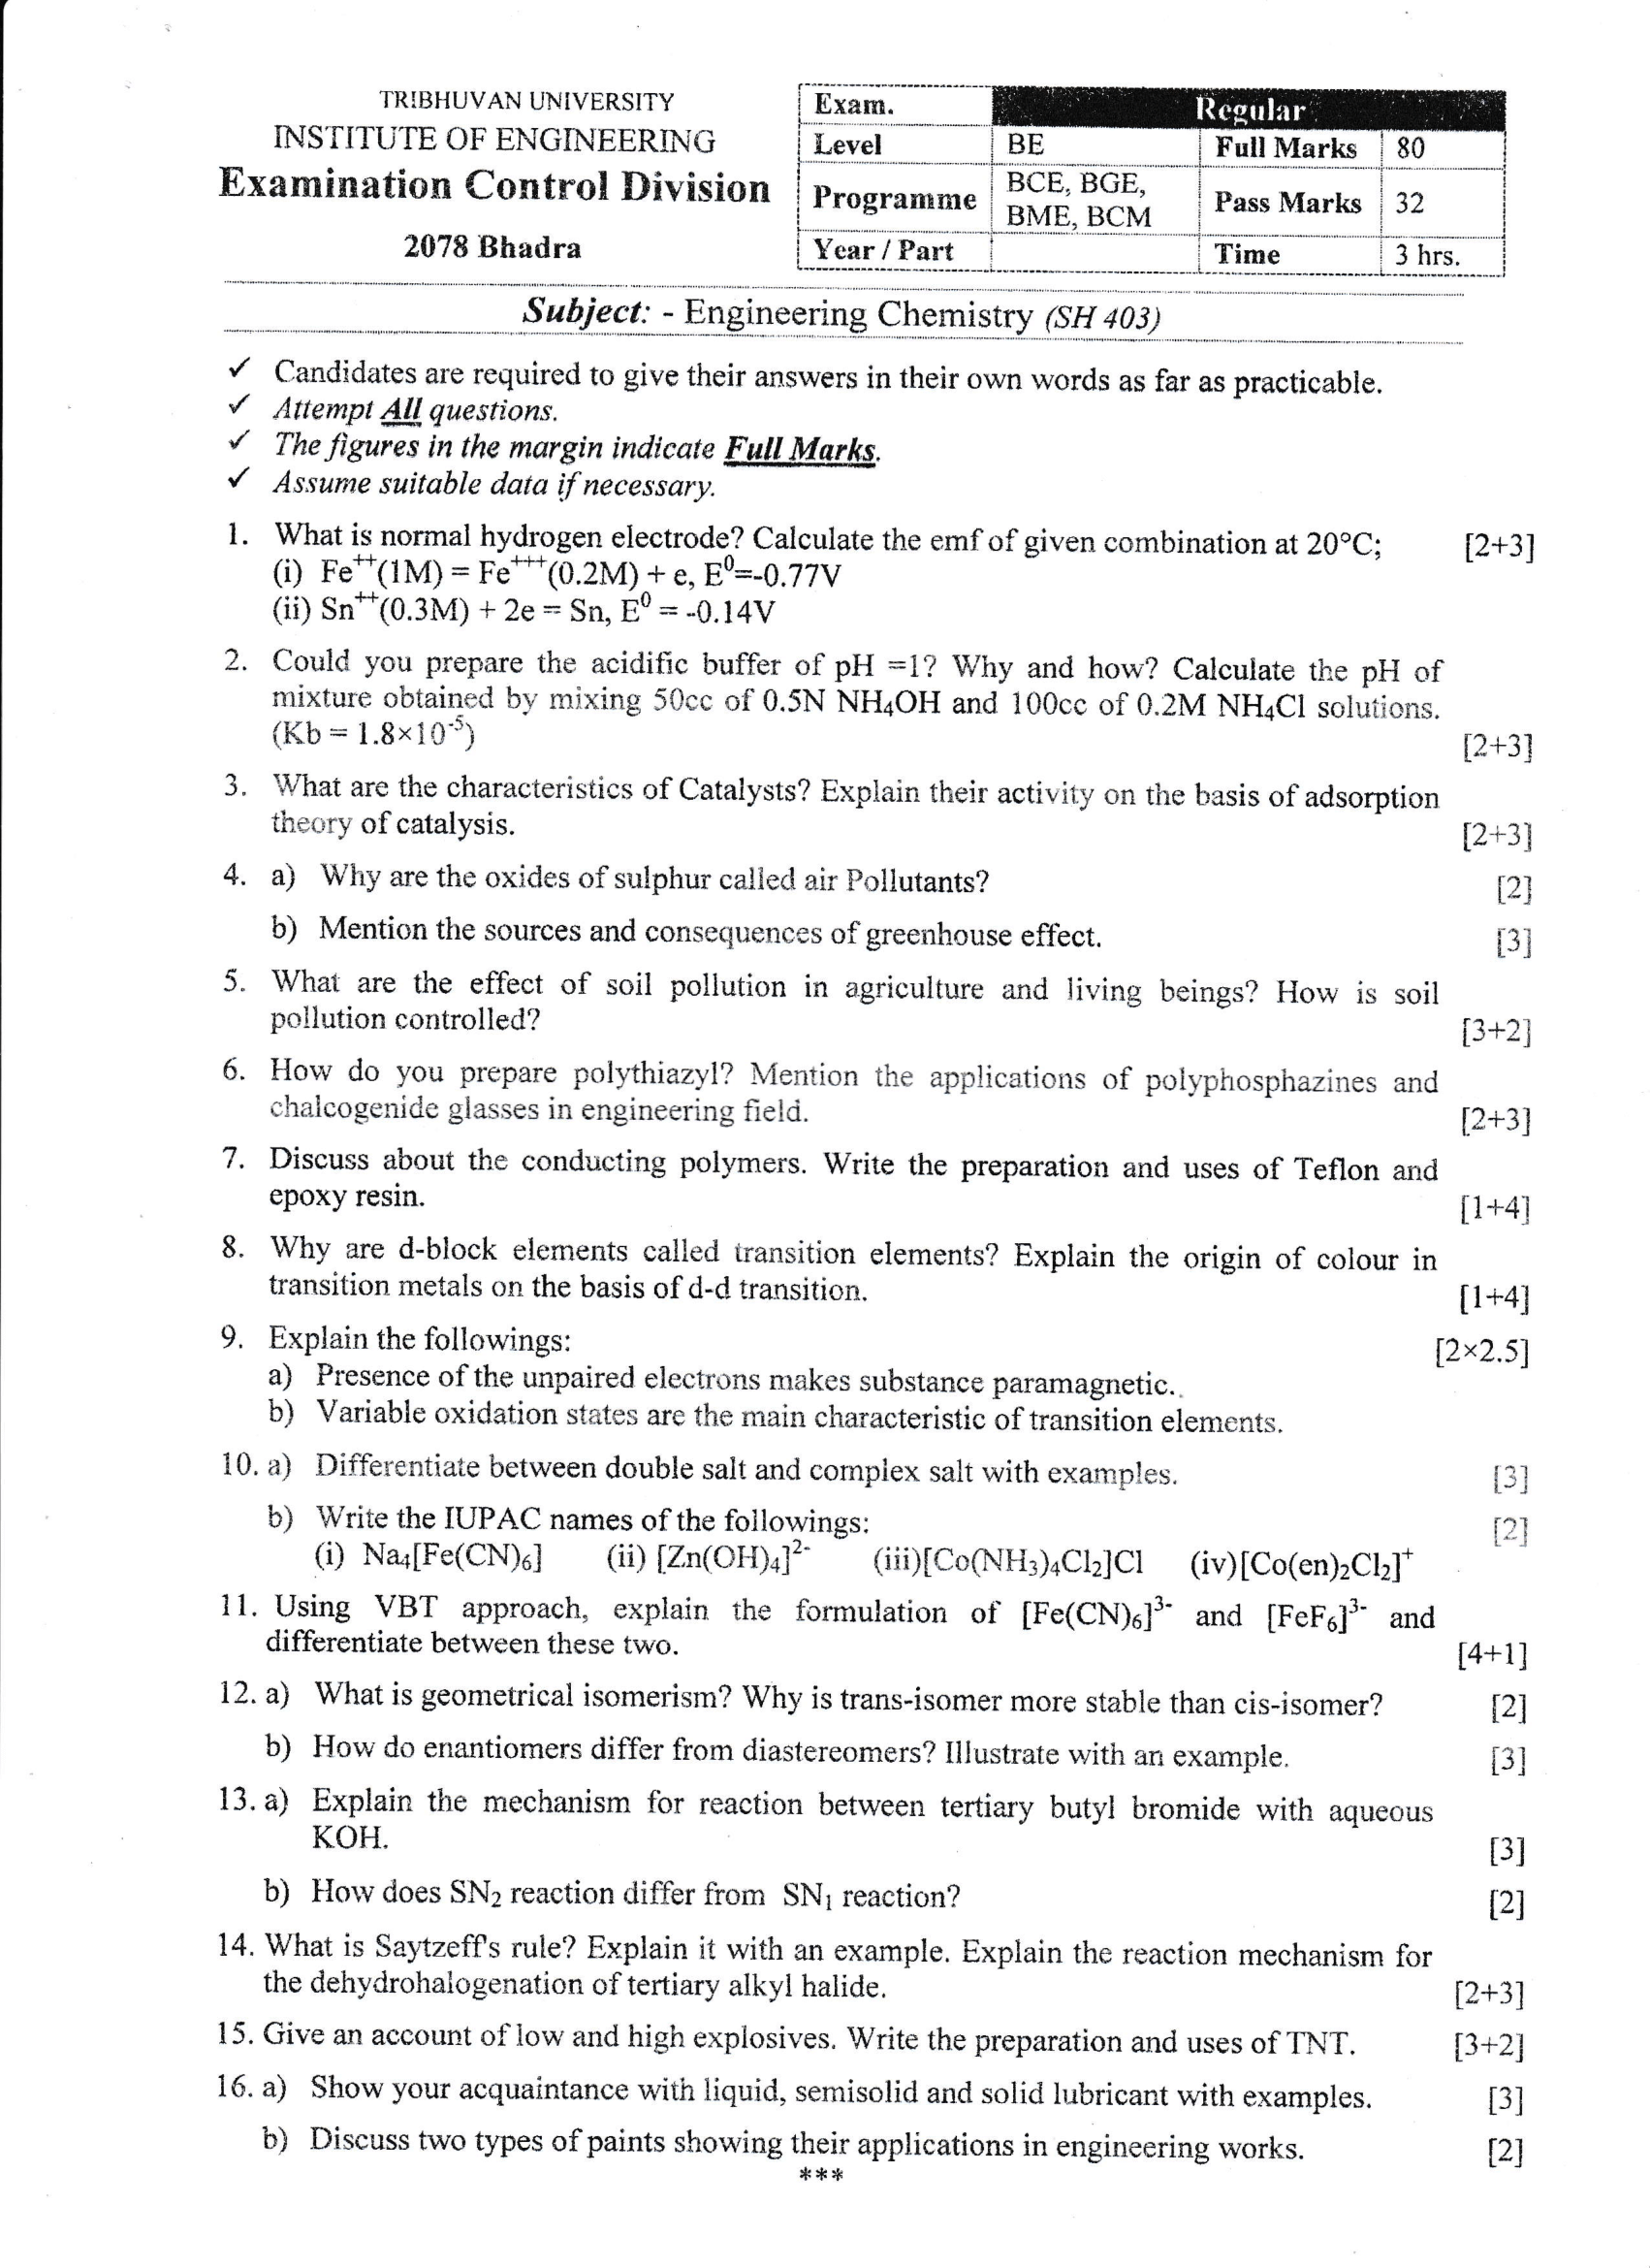 TRIBHUVAN UNIVERSITY
INSTITUTE OF ENGINEERING
Examination Control Division
2078 Bhadra
Exam. Regular
Level BE Full Marks 80
Programme BCE, BGE, BME, BCM Pass Marks 32
Year / Part Time 3 hrs.
Subject: - Engineering Chemistry (SH 403)
✓ Candidates are required to give their answers in their own words as far as practicable.
✓ Attempt All questions.
✓ The figures in the margin indicate Full Marks.
✓ Assume suitable data if necessary.
1. What is normal hydrogen electrode? Calculate the emf of given combination at 20°C; [2+3]
(i) Fe⁺⁺(1M) = Fe⁺⁺⁺(0.2M) + e, E⁰=-0.77V
(ii) Sn⁺⁺(0.3M) + 2e = Sn, E⁰ = -0.14V
2. Could you prepare the acidific buffer of pH =1? Why and how? Calculate the pH of
mixture obtained by mixing 50cc of 0.5N NH₄OH and 100cc of 0.2M NH₄Cl solutions.
(Kb = 1.8×10⁻⁵) [2+3]
3. What are the characteristics of Catalysts? Explain their activity on the basis of adsorption
theory of catalysis. [2+3]
4. a) Why are the oxides of sulphur called air Pollutants? [2]
b) Mention the sources and consequences of greenhouse effect. [3]
5. What are the effect of soil pollution in agriculture and living beings? How is soil
pollution controlled? [3+2]
6. How do you prepare polythiazyl? Mention the applications of polyphosphazines and
chalcogenide glasses in engineering field. [2+3]
7. Discuss about the conducting polymers. Write the preparation and uses of Teflon and
epoxy resin. [1+4]
8. Why are d-block elements called transition elements? Explain the origin of colour in
transition metals on the basis of d-d transition. [1+4]
9. Explain the followings: [2×2.5]
a) Presence of the unpaired electrons makes substance paramagnetic..
b) Variable oxidation states are the main characteristic of transition elements.
10. a) Differentiate between double salt and complex salt with examples. [3]
b) Write the IUPAC names of the followings: [2]
(i) Na₄[Fe(CN)₆] (ii) [Zn(OH)₄]²⁻ (iii)[Co(NH₃)₄Cl₂]Cl (iv)[Co(en)₂Cl₂]⁺
11. Using VBT approach, explain the formulation of [Fe(CN)₆]³⁻ and [FeF₆]³⁻ and
differentiate between these two. [4+1]
12. a) What is geometrical isomerism? Why is trans-isomer more stable than cis-isomer? [2]
b) How do enantiomers differ from diastereomers? Illustrate with an example. [3]
13. a) Explain the mechanism for reaction between tertiary butyl bromide with aqueous
KOH. [3]
b) How does SN₂ reaction differ from SN₁ reaction? [2]
14. What is Saytzeff's rule? Explain it with an example. Explain the reaction mechanism for
the dehydrohalogenation of tertiary alkyl halide. [2+3]
15. Give an account of low and high explosives. Write the preparation and uses of TNT. [3+2]
16. a) Show your acquaintance with liquid, semisolid and solid lubricant with examples. [3]
b) Discuss two types of paints showing their applications in engineering works. [2]
***